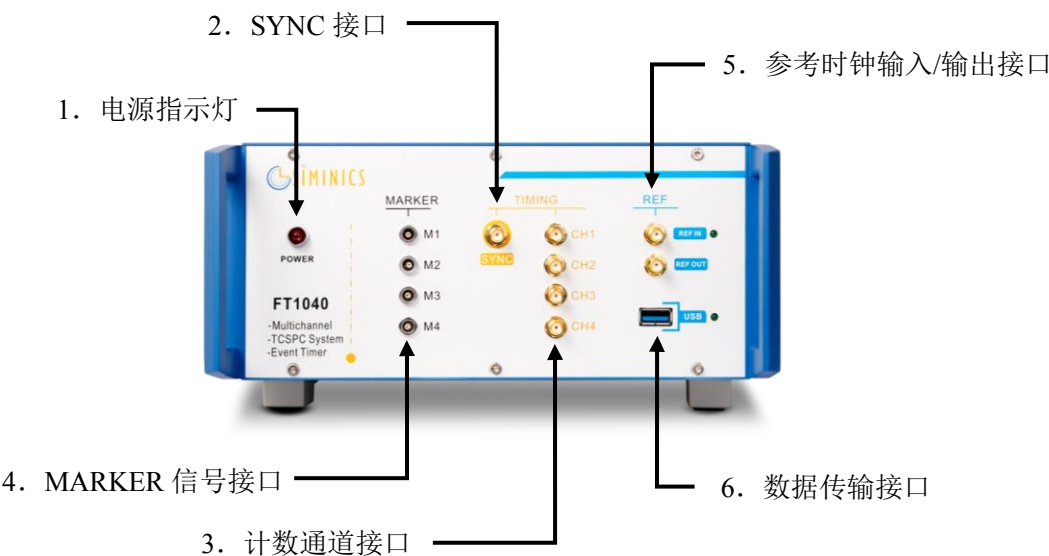 2．SYNC 接口
5．参考时钟输入/输出接口
1．电源指示灯
SIMINICS
MARKER
TIMING
REF
M1
CH1
REF IN
POWER
SYNC
M2
CH2
REF OUT
FT1040
M3
CH3
USB
-Multichannel
M4
CH4
-TCSPC System
-Event Timer
4．MARKER 信号接口
6．数据传输接口
3．计数通道接口